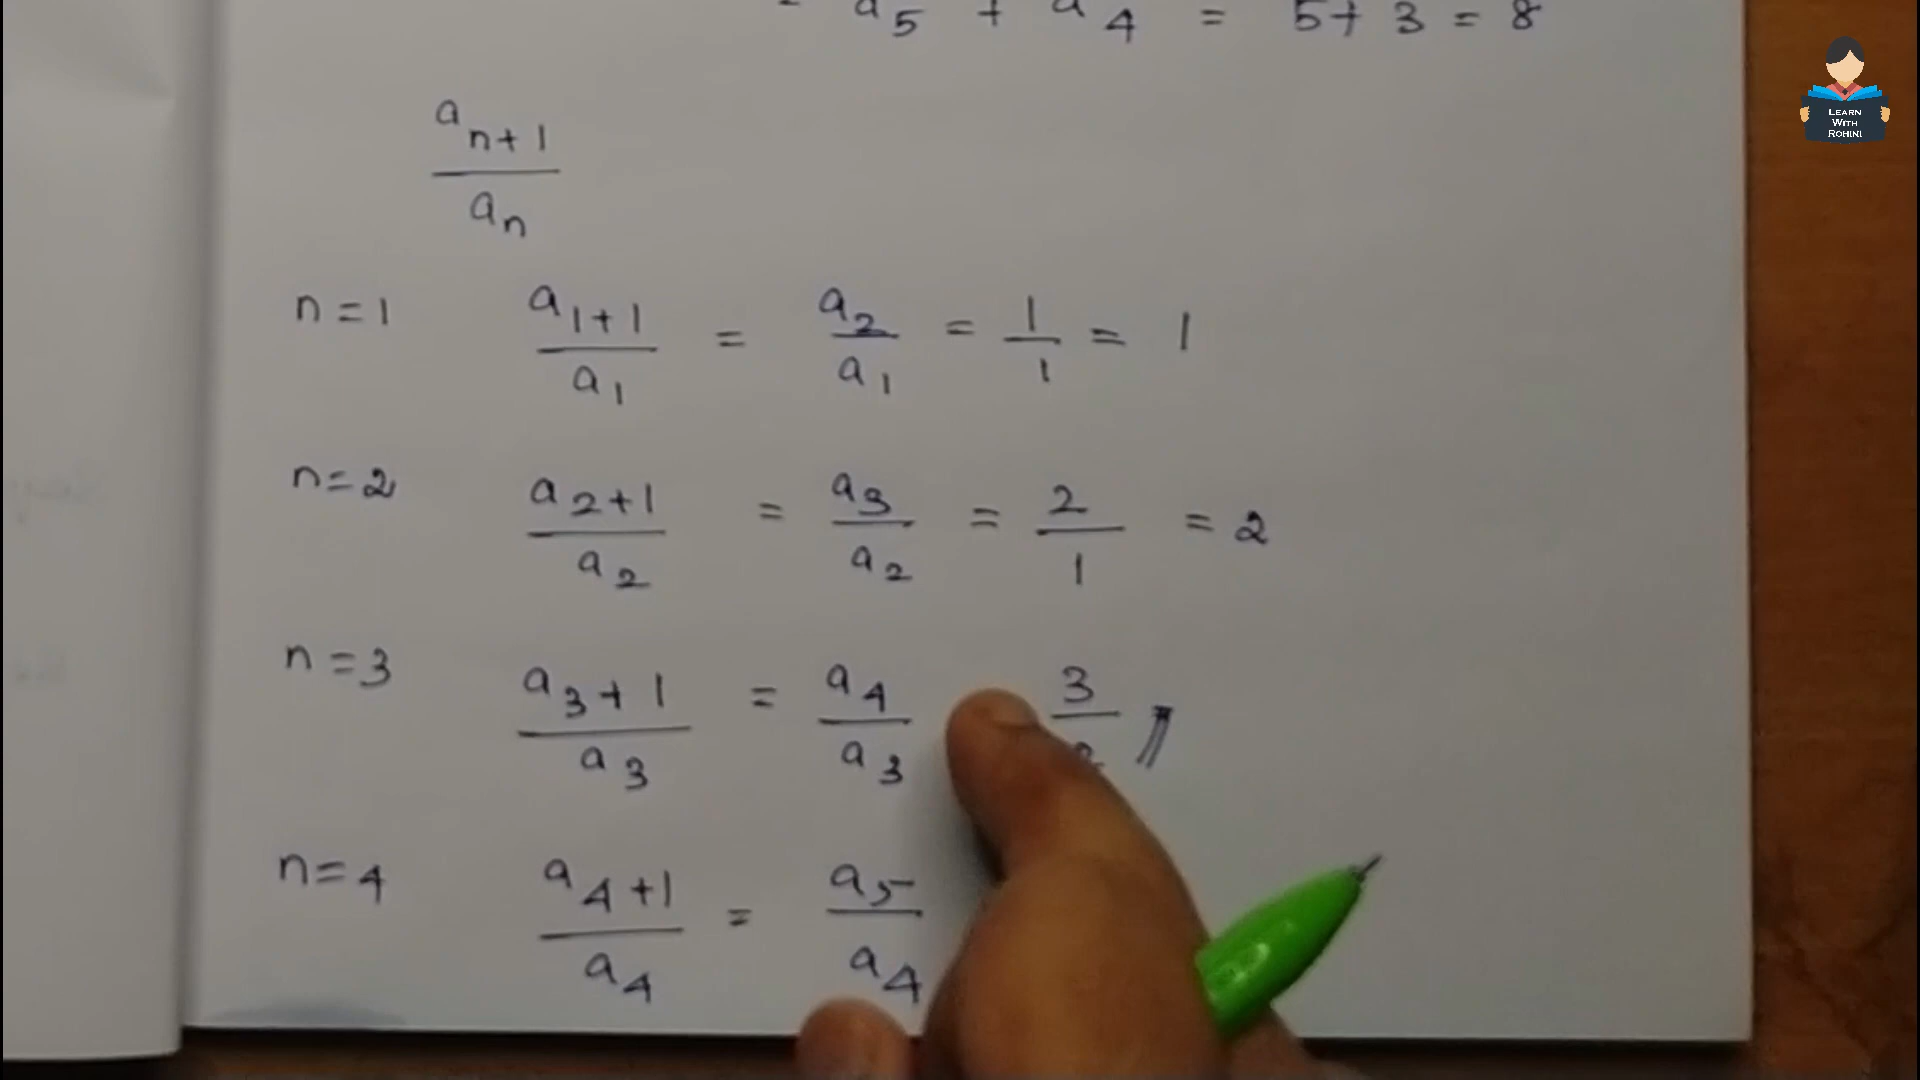 = a5 + a4 = 5+ 3 = 8
LEARN
WITH
ROHINI
an+1
an
n=1 a1+1/a1 = a2/a1 = 1/1 = 1
n=2 a2+1/a2 = a3/a2 = 2/1 = 2
n=3 a3+1/a3 = a4/a3 3/
n=4 a4+1/a4 = a5/a4